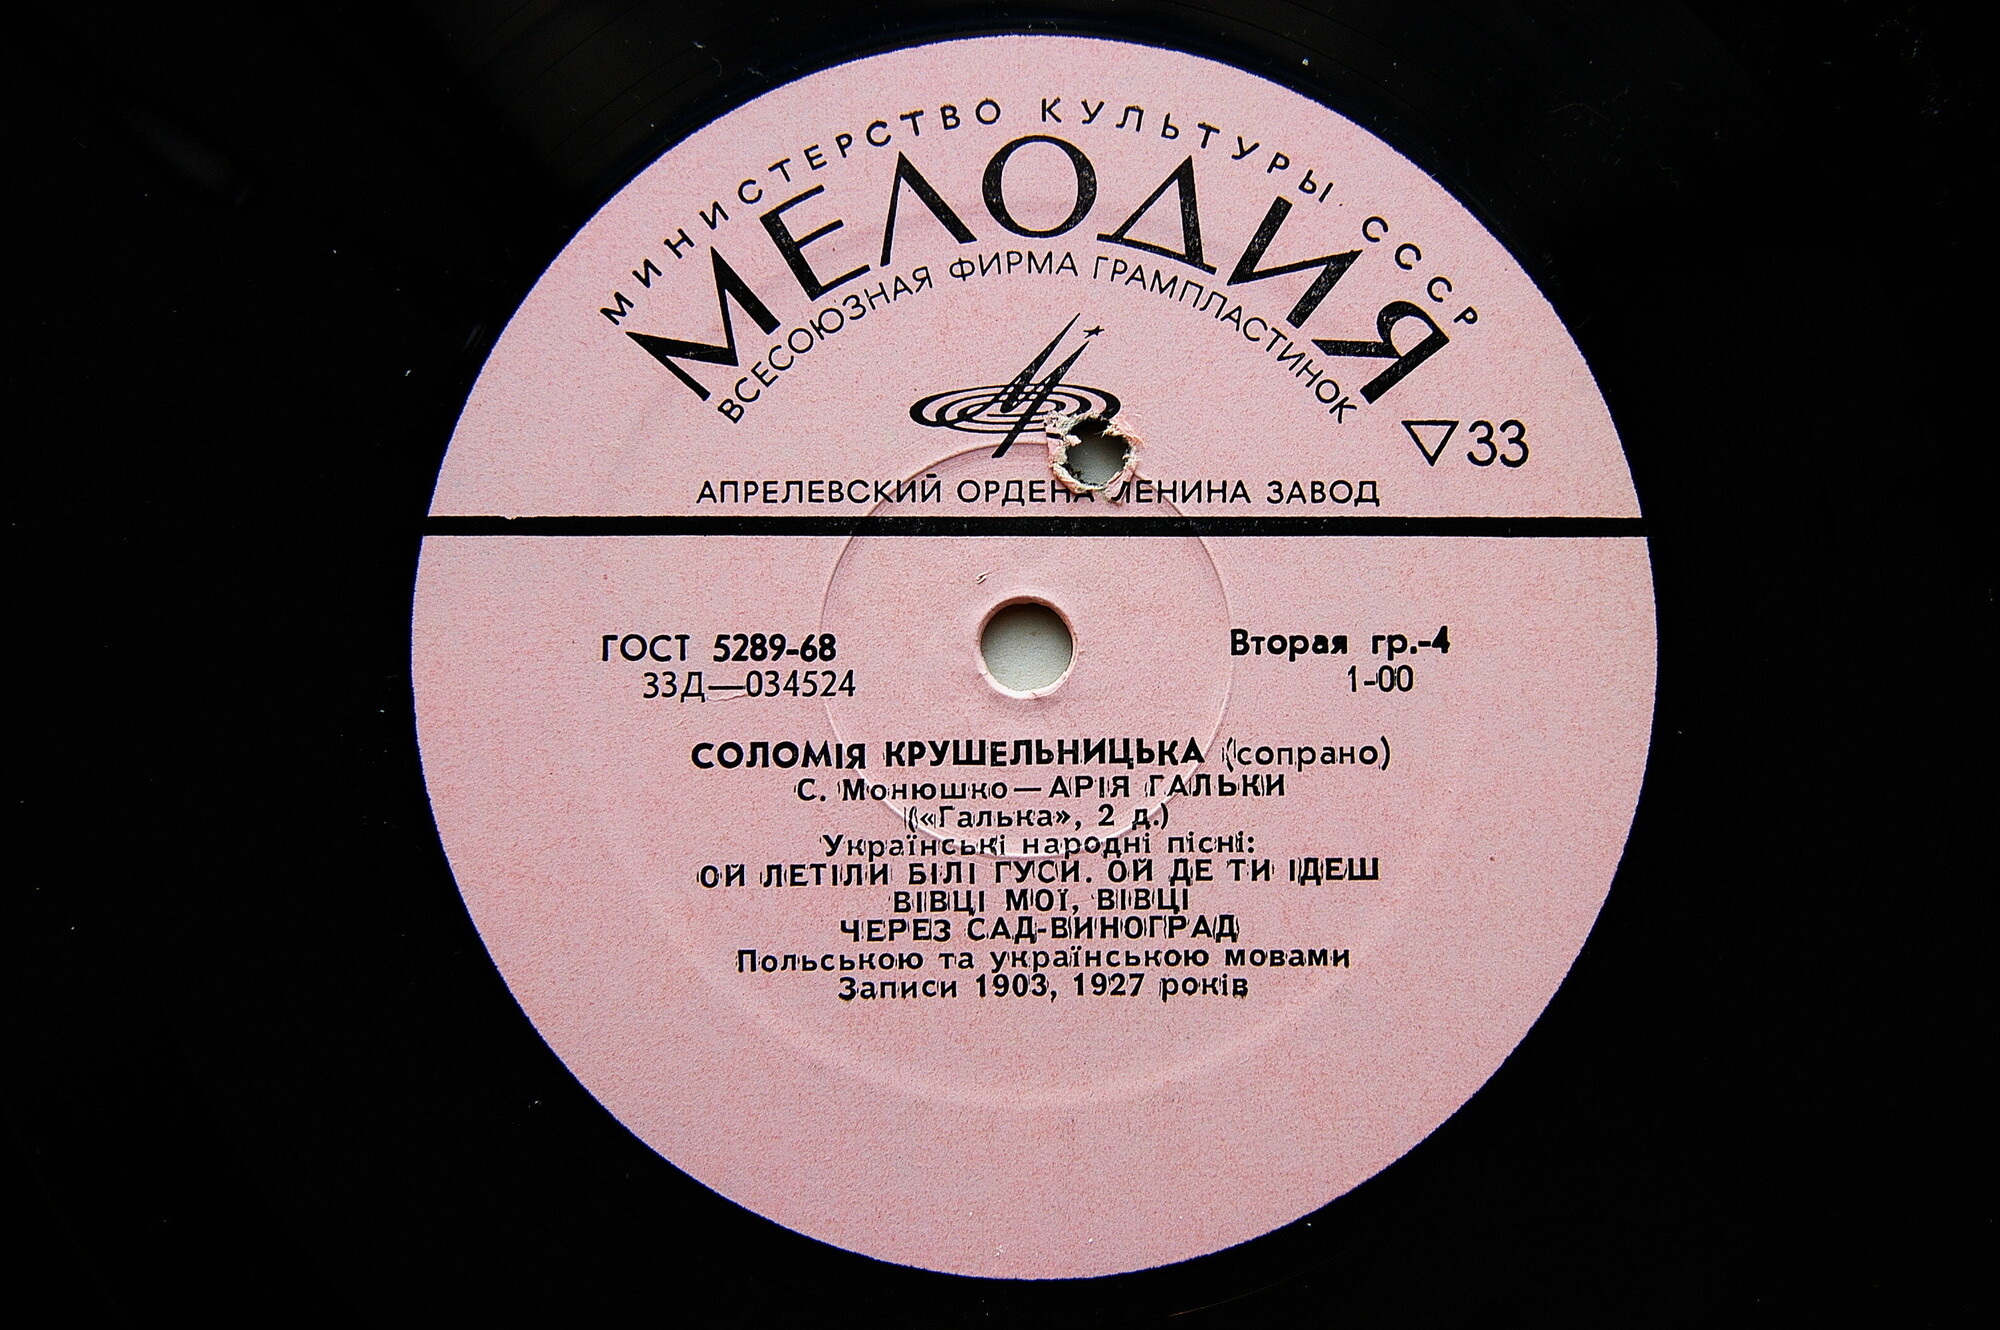 МИНИСТЕРСТВО КУЛЬТУРЫ СССР
МЕЛОДИЯ
ВСЕСОЮЗНАЯ ФИРМА ГРАМПЛАСТИНОК
▽33
АПРЕЛЕВСКИЙ ОРДЕНА ЛЕНИНА ЗАВОД
ГОСТ 5289-68
33Д—034524
Вторая гр.-4
1-00
СОЛОМІЯ КРУШЕЛЬНИЦЬКА (сопрано)
С. Монюшко—АРІЯ ГАЛЬКИ
(«Галька», 2 д.)
Українські народні пісні:
ОЙ ЛЕТІЛИ БІЛІ ГУСИ. ОЙ ДЕ ТИ ІДЕШ
ВІВЦІ МОЇ, ВІВЦІ
ЧЕРЕЗ САД-ВИНОГРАД
Польською та українською мовами
Записи 1903, 1927 років